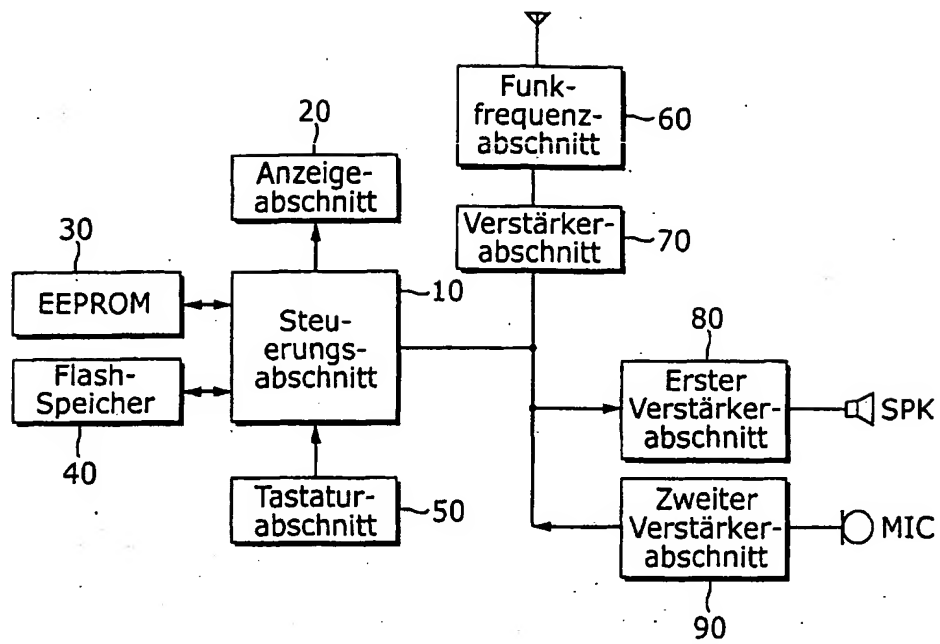 Funk-
frequenz-
abschnitt
60
20
Anzeige-
abschnitt
Verstärker-
abschnitt
70
30
EEPROM
10
Steu-
erungs-
abschnitt
80
Flash-
Speicher
40
Erster
Verstärker-
abschnitt
SPK
Tastatur-
abschnitt
50
Zweiter
Verstärker-
abschnitt
MIC
90